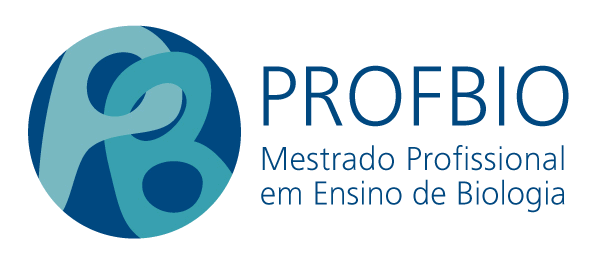 PROFBIO
Mestrado Profissional
em Ensino de Biologia